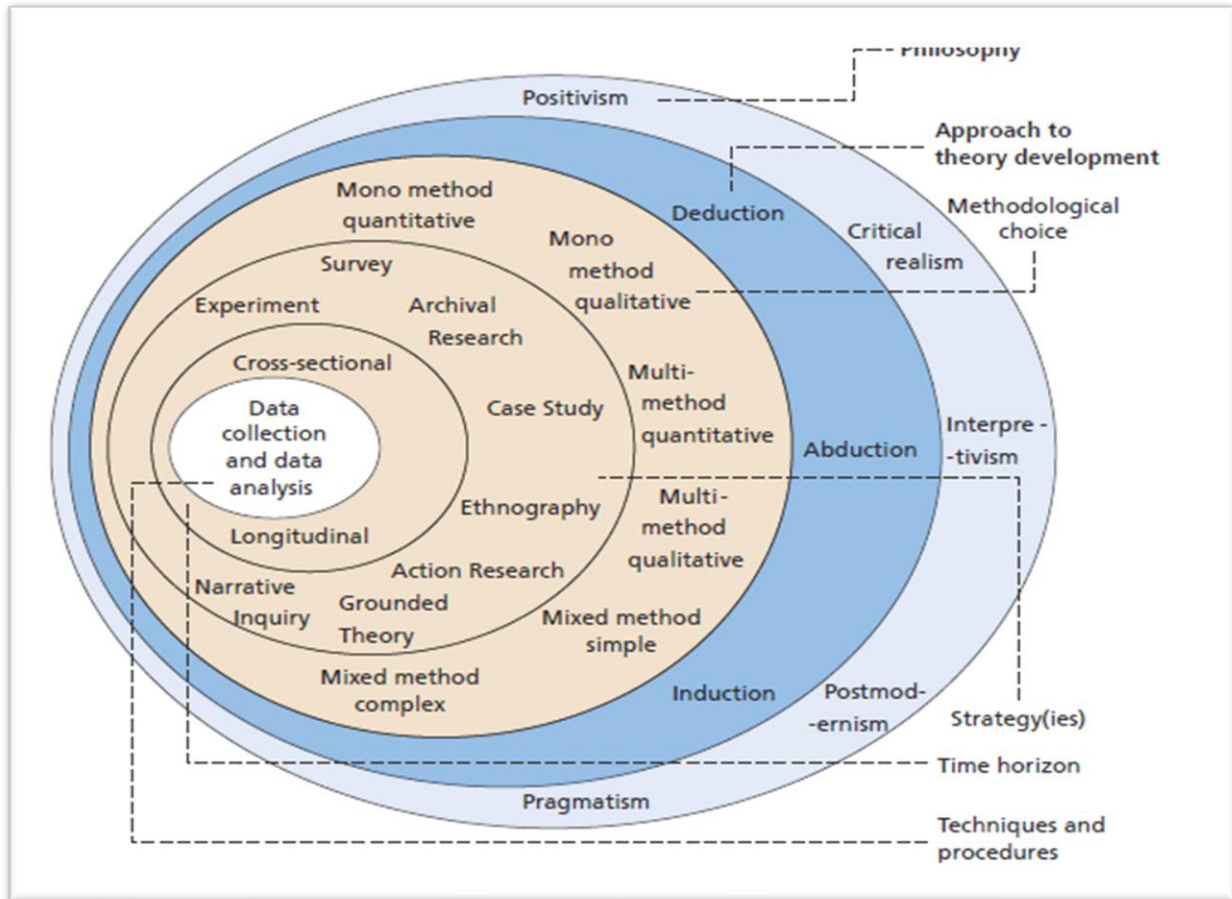 Philosophy
Positivism
Approach to
theory development
Deduction
Methodological
choice
Critical
realism
Mono method
quantitative
Mono
method
qualitative
Survey
Experiment
Archival
Research
Cross-sectional
Multi-
method
quantitative
Case Study
Data
collection
and data
analysis
Abduction
Interpre -
-tivism
Ethnography
Multi-
method
qualitative
Longitudinal
Action Research
Narrative
Inquiry
Grounded
Theory
Mixed method
simple
Mixed method
complex
Induction
Postmod-
-ernism
Strategy(ies)
Time horizon
Pragmatism
Techniques and
procedures